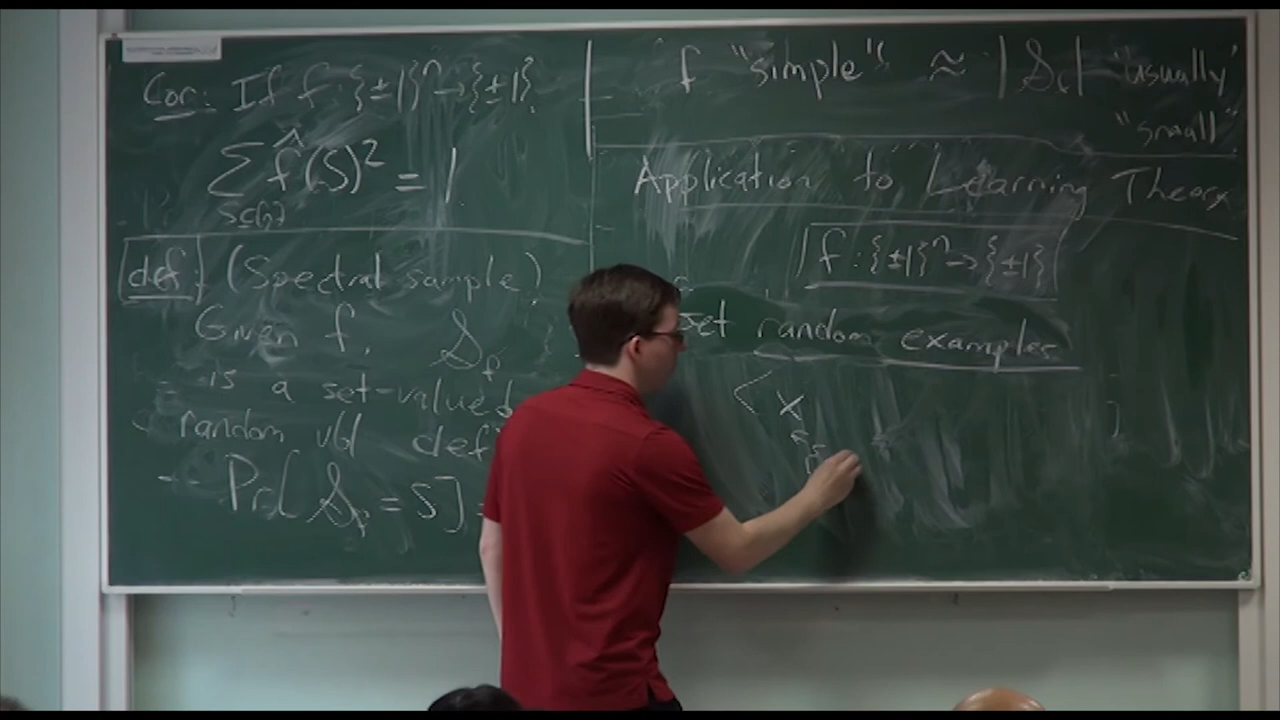 Cor: If f: {±1}ⁿ→{±1}
∑ f̂(S)² = 1
S⊆[n]
def: (Spectral sample)
Given f, 𝒮_f
is a set-valued
random vbl def
Pr[𝒮_f = S]
f "simple" ≈ |𝒮_f| "usually"
"small"
Application to Learning Theory
f: {±1}ⁿ→{±1}
Get random examples
< x